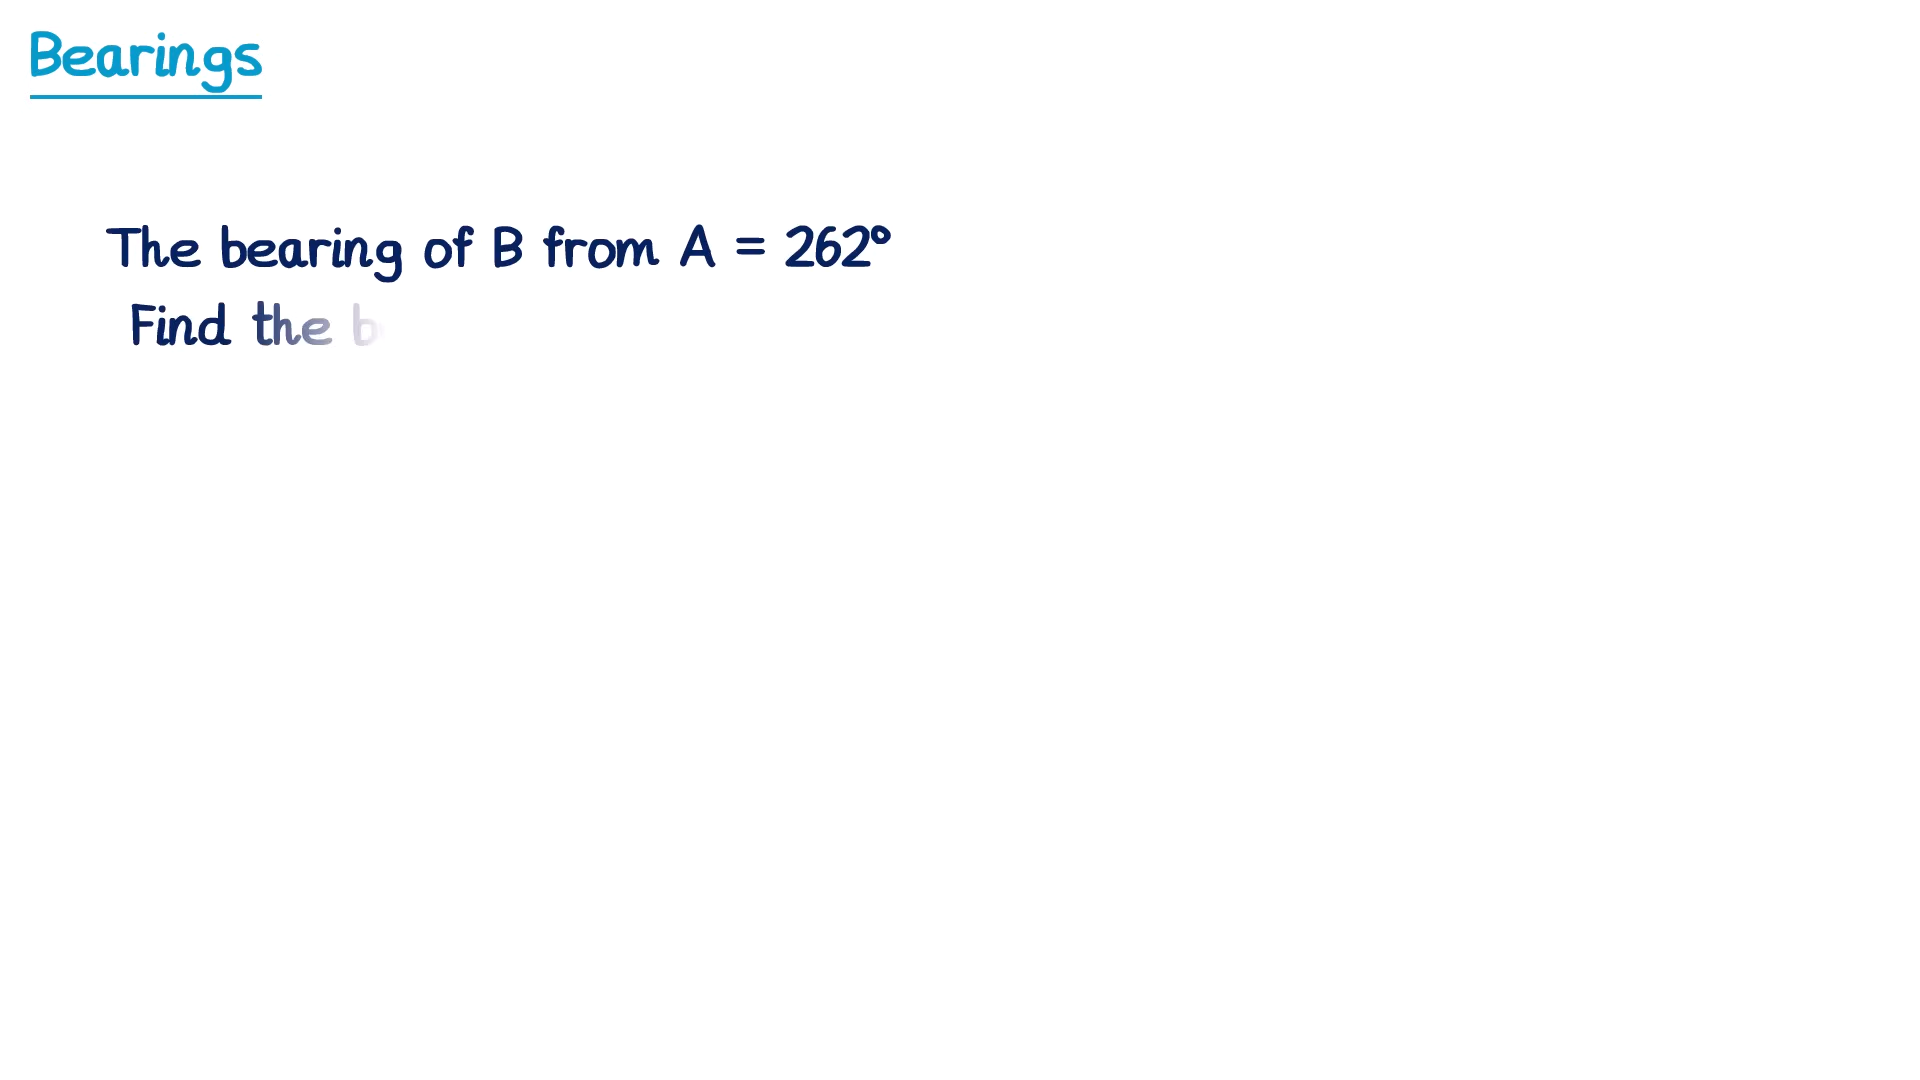 Bearings
The bearing of B from A = 262°
Find the